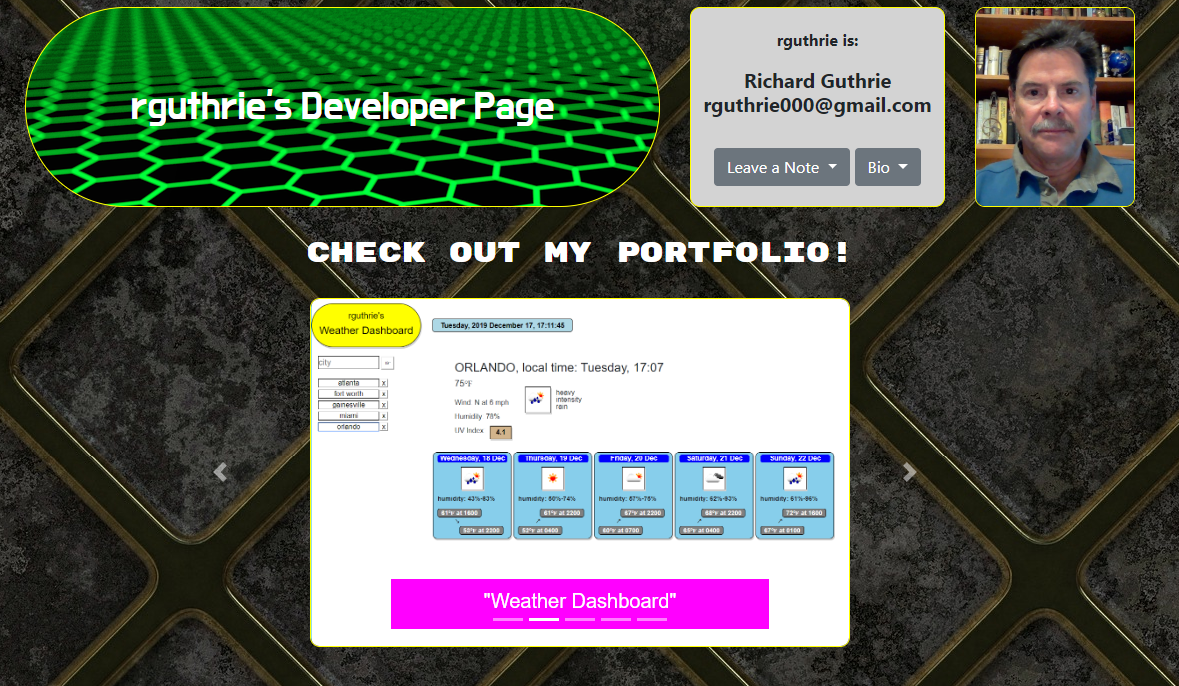 rguthrie's Developer Page
rguthrie is:
Richard Guthrie
rguthrie000@gmail.com
Leave a Note
Bio
CHECK OUT MY PORTFOLIO!
rguthrie's
Weather Dashboard
Tuesday, 2019 December 17, 17:11:45
city
atlanta x
fort worth x
gainesville x
miami x
orlando x
ORLANDO, local time: Tuesday, 17:07
75°F
Wind N at 6 mph
Humidity 78%
UV Index 4.1
heavy
intensity
rain
Wednesday, 18 Dec
humidity: 43%-83%
61°F at 1600
53°F at 2200
Thursday, 19 Dec
humidity: 50%-74%
61°F at 2200
52°F at 0400
Friday, 20 Dec
humidity: 67%-76%
67°F at 2200
60°F at 0700
Saturday, 21 Dec
humidity: 62%-93%
68°F at 2200
65°F at 0400
Sunday, 22 Dec
humidity: 61%-96%
72°F at 1600
67°F at 0100
"Weather Dashboard"